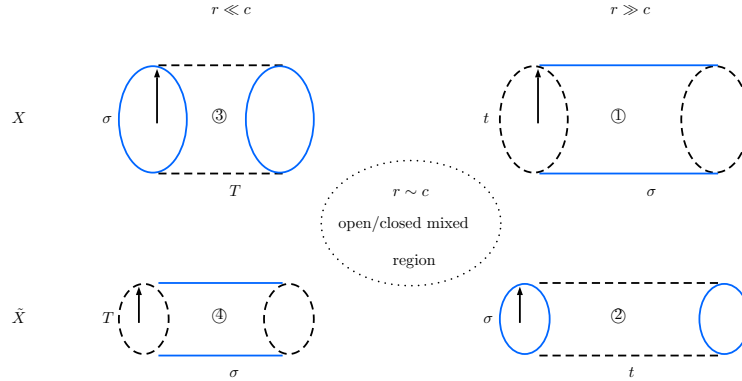 r ≪ c
r ≫ c
X
σ
③
T
t
①
σ
r ∼ c
open/closed mixed
region
X̃
T
④
σ
σ
②
t